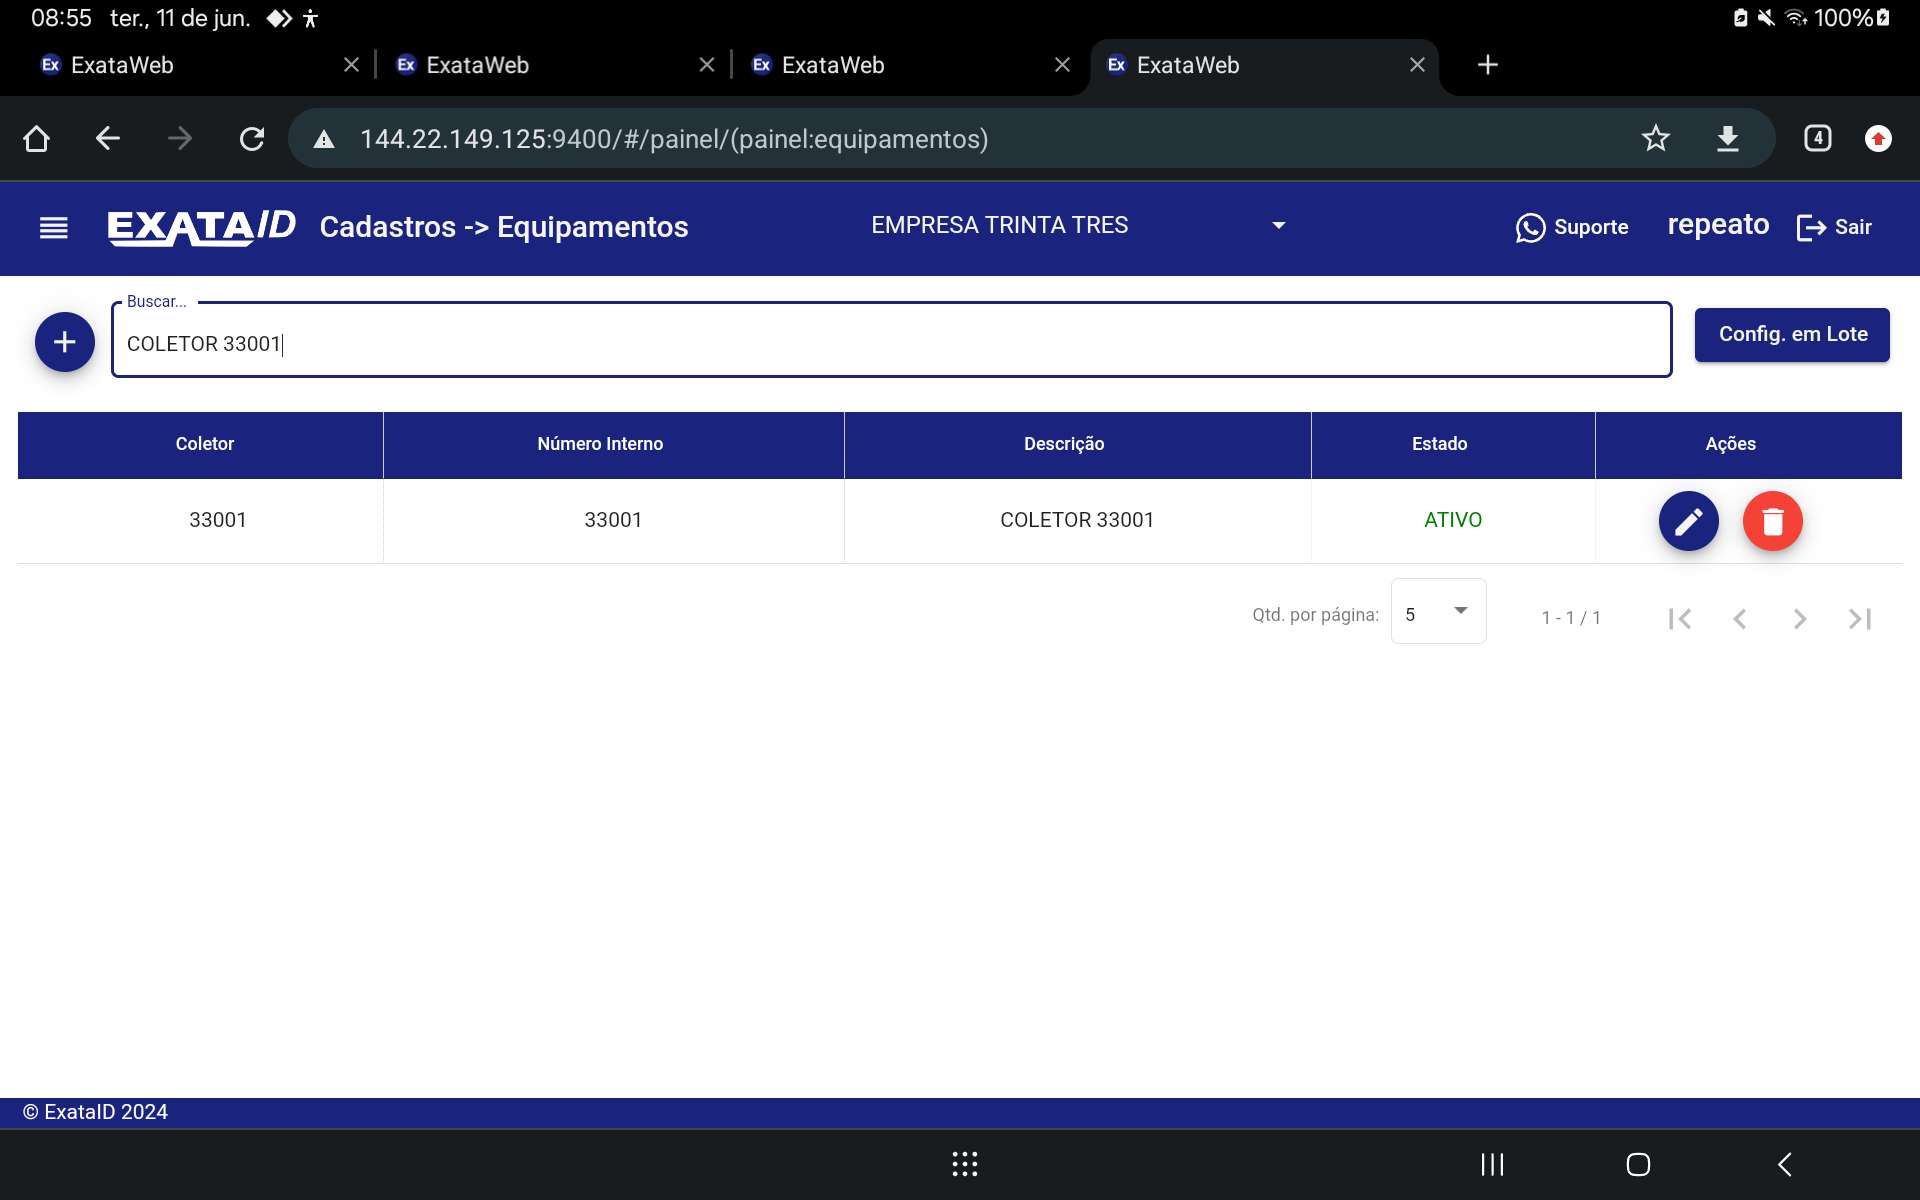 08:55 ter., 11 de jun. 100%
Ex ExataWeb Ex ExataWeb Ex ExataWeb Ex ExataWeb
144.22.149.125:9400/#/painel/(painel:equipamentos) 4
EXATAID Cadastros -> Equipamentos EMPRESA TRINTA TRES Suporte repeato Sair
Buscar...
COLETOR 33001
Config. em Lote
Coletor Número Interno Descrição Estado Ações
33001 33001 COLETOR 33001 ATIVO
Qtd. por página: 5 1 - 1 / 1
© ExataID 2024